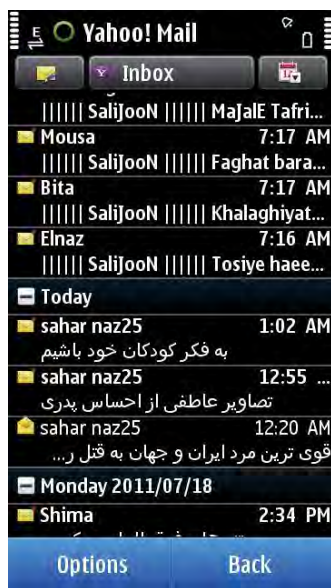 E
Yahoo! Mail
Inbox
|||||| SaliJooN |||||| MaJalE Tafri...
Mousa 7:17 AM
|||||| SaliJooN |||||| Faghat bara...
Bita 7:17 AM
|||||| SaliJooN |||||| Khalaghiyat...
Elnaz 7:16 AM
|||||| SaliJooN |||||| Tosiye haee...
Today
sahar naz25 1:02 AM
به فکر کودکان خود باشیم
sahar naz25 12:55 ...
تصاویر عاطفی از احساس پدری
sahar naz25 12:20 AM
قوی ترین مرد ایران و جهان به قتل ر...
Monday 2011/07/18
Shima 2:34 PM
Options Back